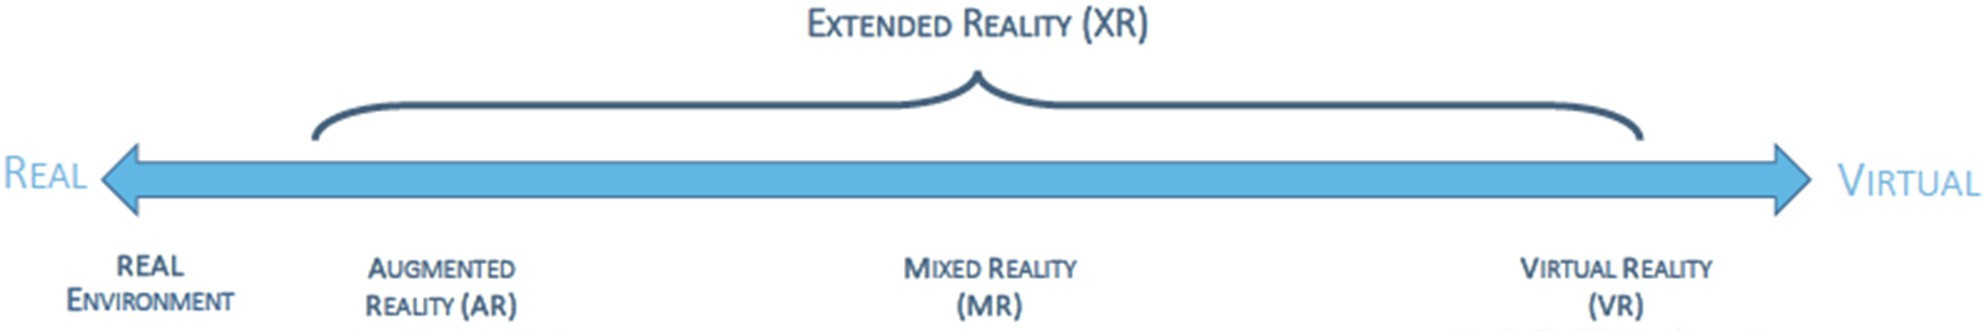 EXTENDED REALITY (XR)
REAL
VIRTUAL
REAL
ENVIRONMENT
AUGMENTED
REALITY (AR)
MIXED REALITY
(MR)
VIRTUAL REALITY
(VR)